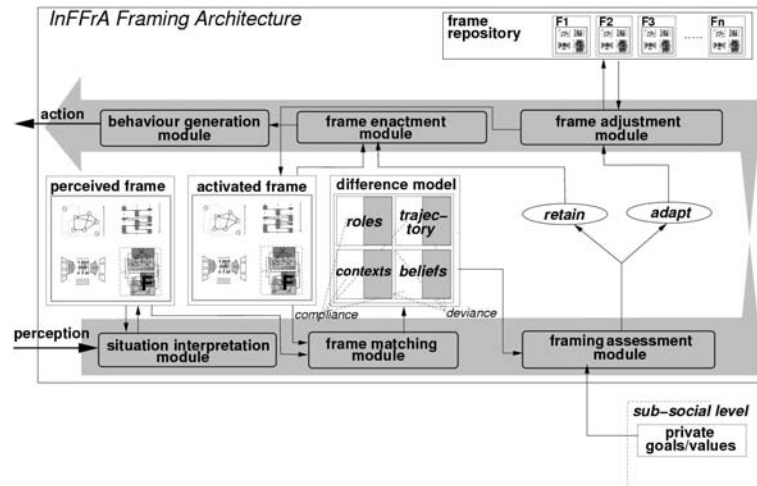 InFFrA Framing Architecture
frame
repository
F1
F2
F3
.....
Fn
action
behaviour generation
module
frame enactment
module
frame adjustment
module
perceived frame
activated frame
difference model
F
F
roles
trajec-
tory
contexts
beliefs
retain
adapt
compliance
deviance
perception
situation interpretation
module
frame matching
module
framing assessment
module
sub-social level
private
goals/values